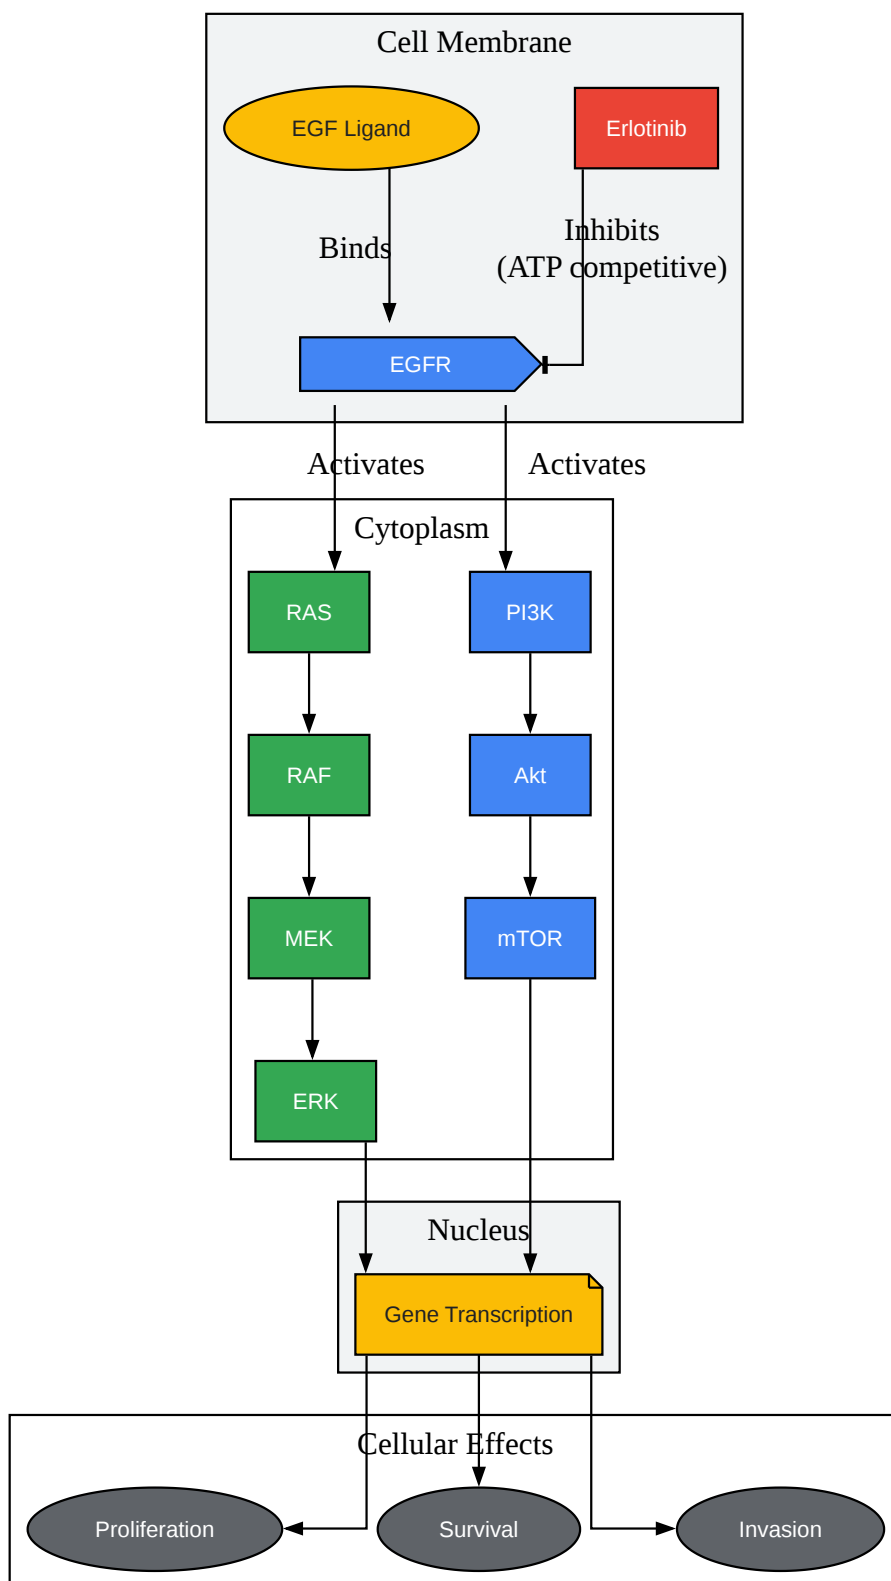 Cell Membrane
EGF Ligand
Erlotinib
Inhibits
(ATP competitive)
Binds
EGFR
Activates
Activates
Cytoplasm
RAS
PI3K
RAF
Akt
MEK
mTOR
ERK
Nucleus
Gene Transcription
Cellular Effects
Proliferation
Survival
Invasion